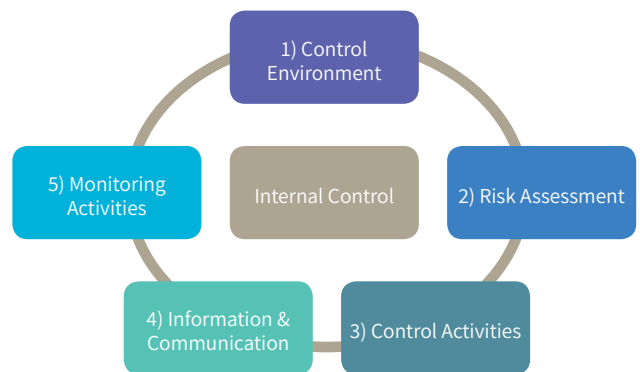 1) Control
Environment
5) Monitoring
Activities
Internal Control
2) Risk Assessment
4) Information &
Communication
3) Control Activities